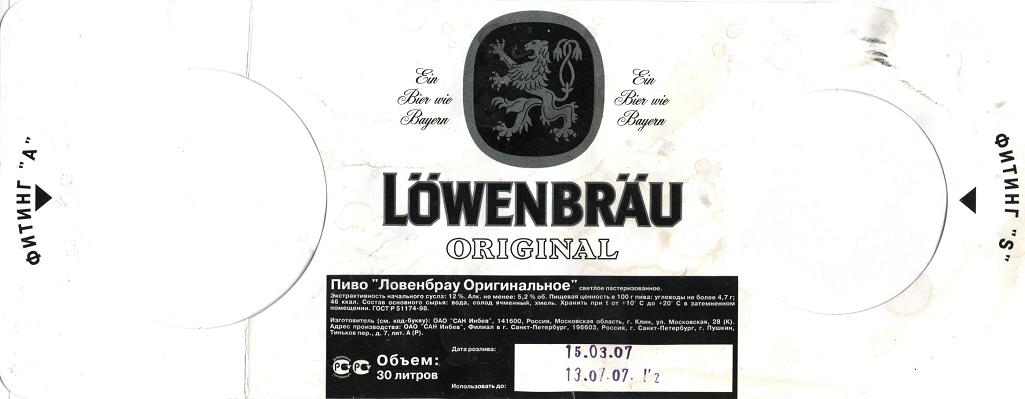 Ein
Bier wie
Bayern
Ein
Bier wie
Bayern
LÖWENBRÄU
ORIGINAL
ФИТИНГ "А"
ФИТИНГ "S"
Пиво "Ловенбрау Оригинальное" светлое пастеризованное.
Экстрактивность начального сусла: 12 %. Алк. не менее: 5,2 % об. Пищевая ценность в 100 г пива: углеводы не более 4,7 г;
46 ккал. Состав основного сырья: вода, солод ячменный, хмель. Хранить при t от +10° С до +20° С в затемненном
помещении. ГОСТ Р 51174-98.
Изготовитель (см. код-букву): ОАО "САН Инбев", 141600, Россия, Московская область, г. Клин, ул. Московская, 28 (К).
Адрес производства: ОАО "САН Инбев", Филиал в г. Санкт-Петербург, 196603, Россия, г. Санкт-Петербург, г. Пушкин,
Тиньков пер., д. 7, лит. А (Р).
Объем:
30 литров
Дата розлива: 15.03.07
Использовать до: 13.07.07.